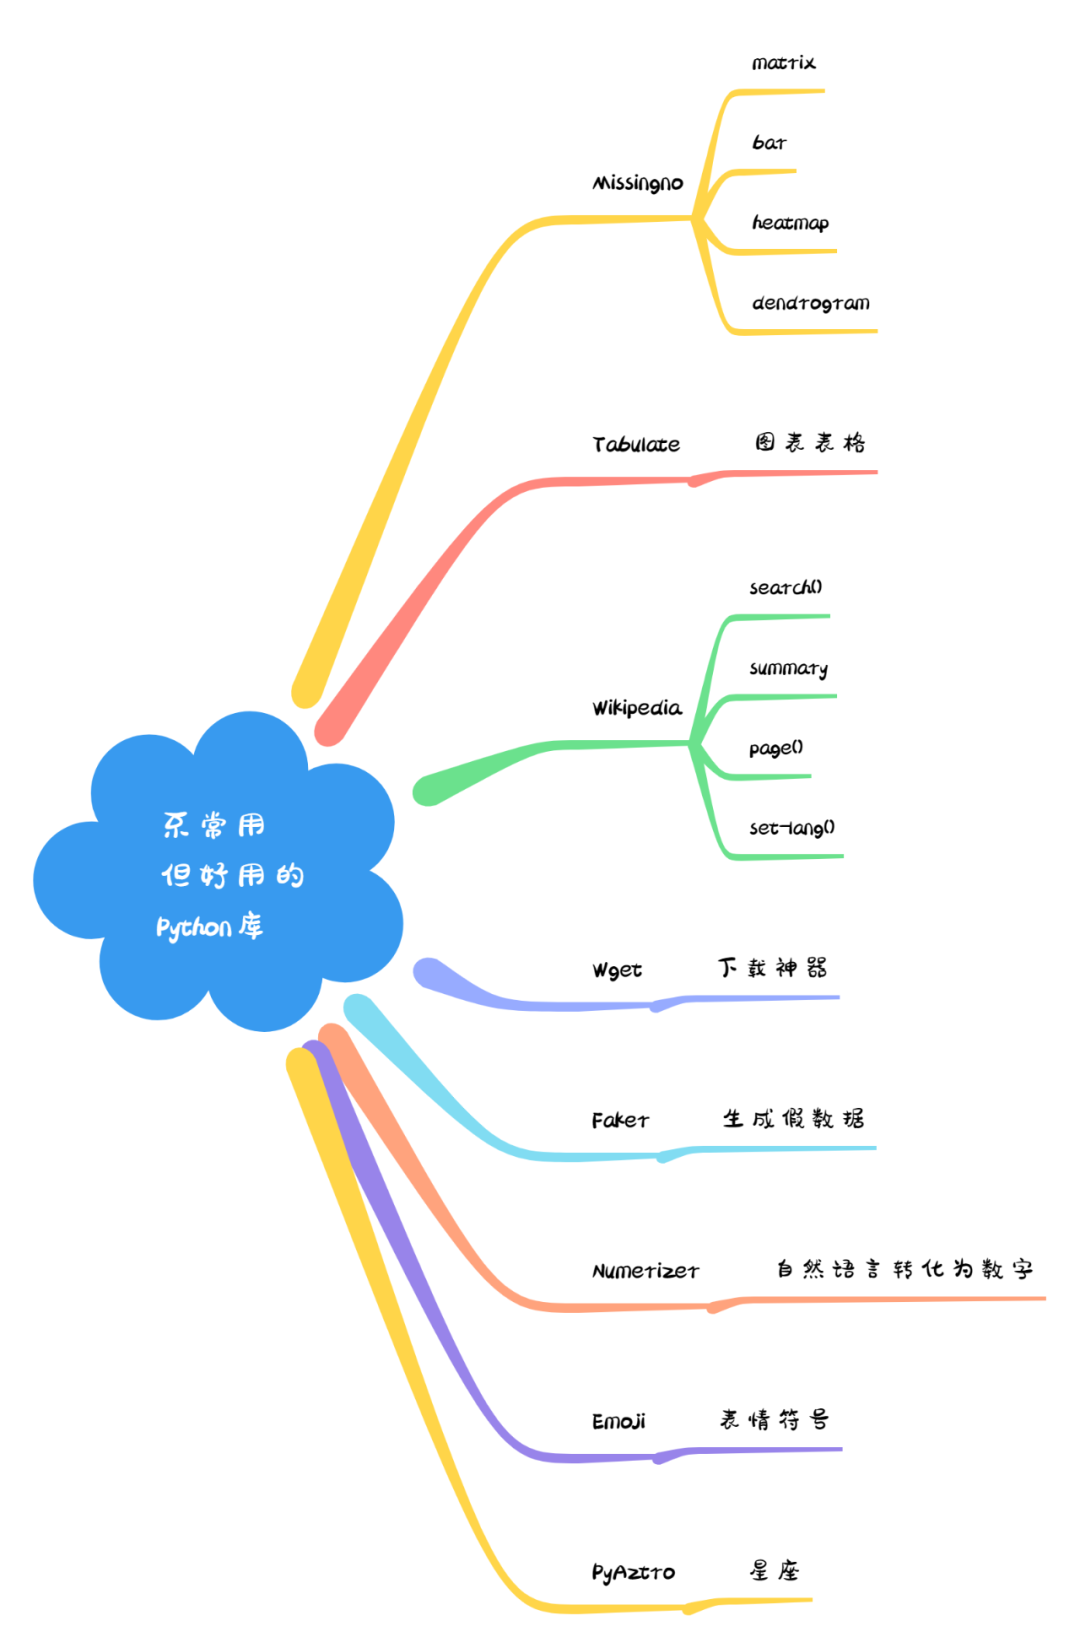 matrix
bar
Missingno
heatmap
dendrogram
Tabulate 图表表格
search()
summary
Wikipedia
page()
set-lang()
不常用
但好用的
Python库
Wget 下载神器
Faker 生成假数据
Numerizer 自然语言转化为数字
Emoji 表情符号
PyAztro 星座